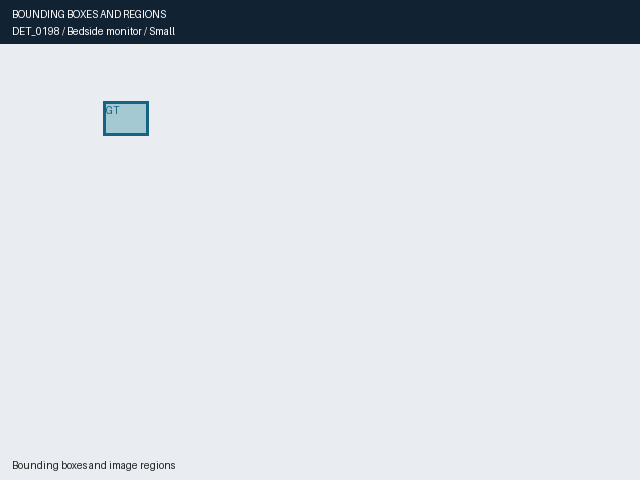 BOUNDING BOXES AND REGIONS
DET_0198 / Bedside monitor / Small
GT
Bounding boxes and image regions